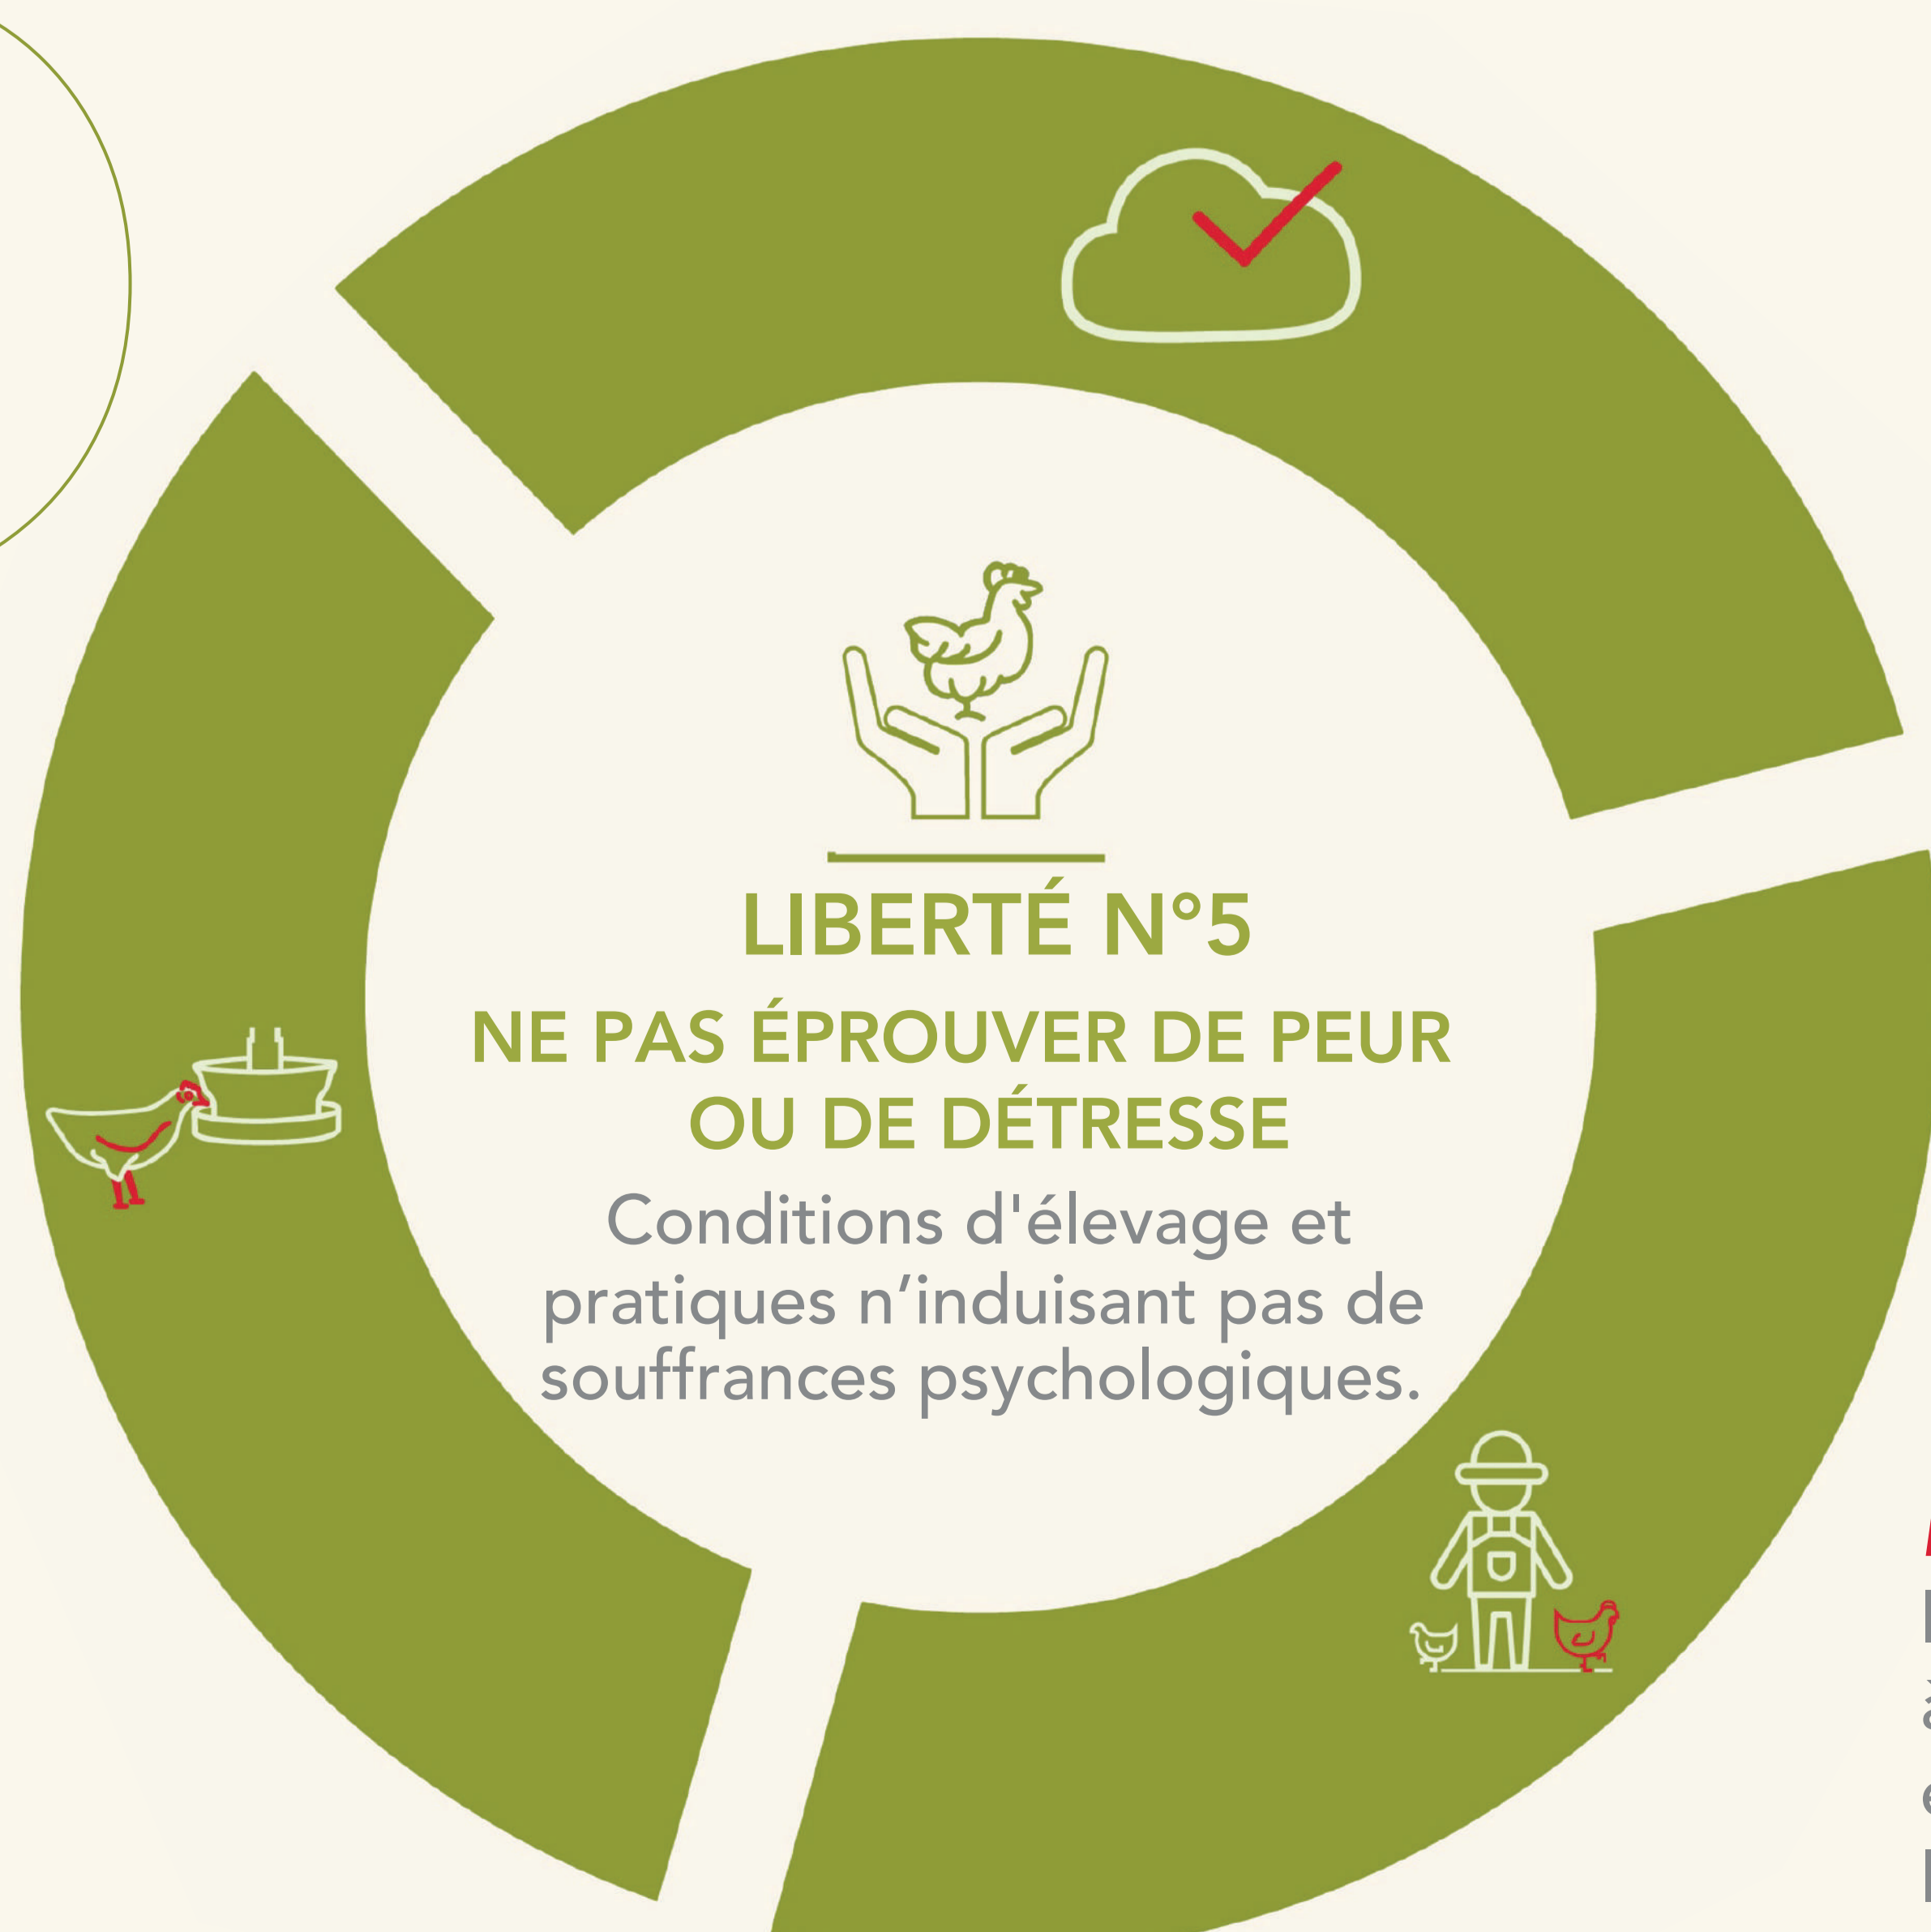 LIBERTÉ N°5
NE PAS ÉPROUVER DE PEUR
OU DE DÉTRESSE
Conditions d'élevage et
pratiques n‘induisant pas de
souffrances psychologiques.